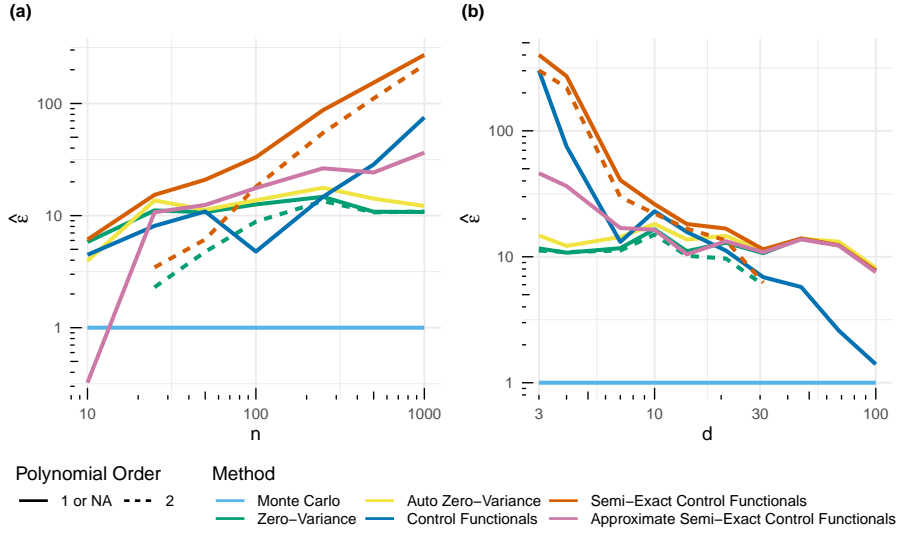 (a)
(b)
100
10
1
ε̂
10
100
1000
n
100
10
1
ε̂
3
10
30
100
d
Polynomial Order
1 or NA
2
Method
Monte Carlo
Auto Zero−Variance
Semi−Exact Control Functionals
Zero−Variance
Control Functionals
Approximate Semi−Exact Control Functionals